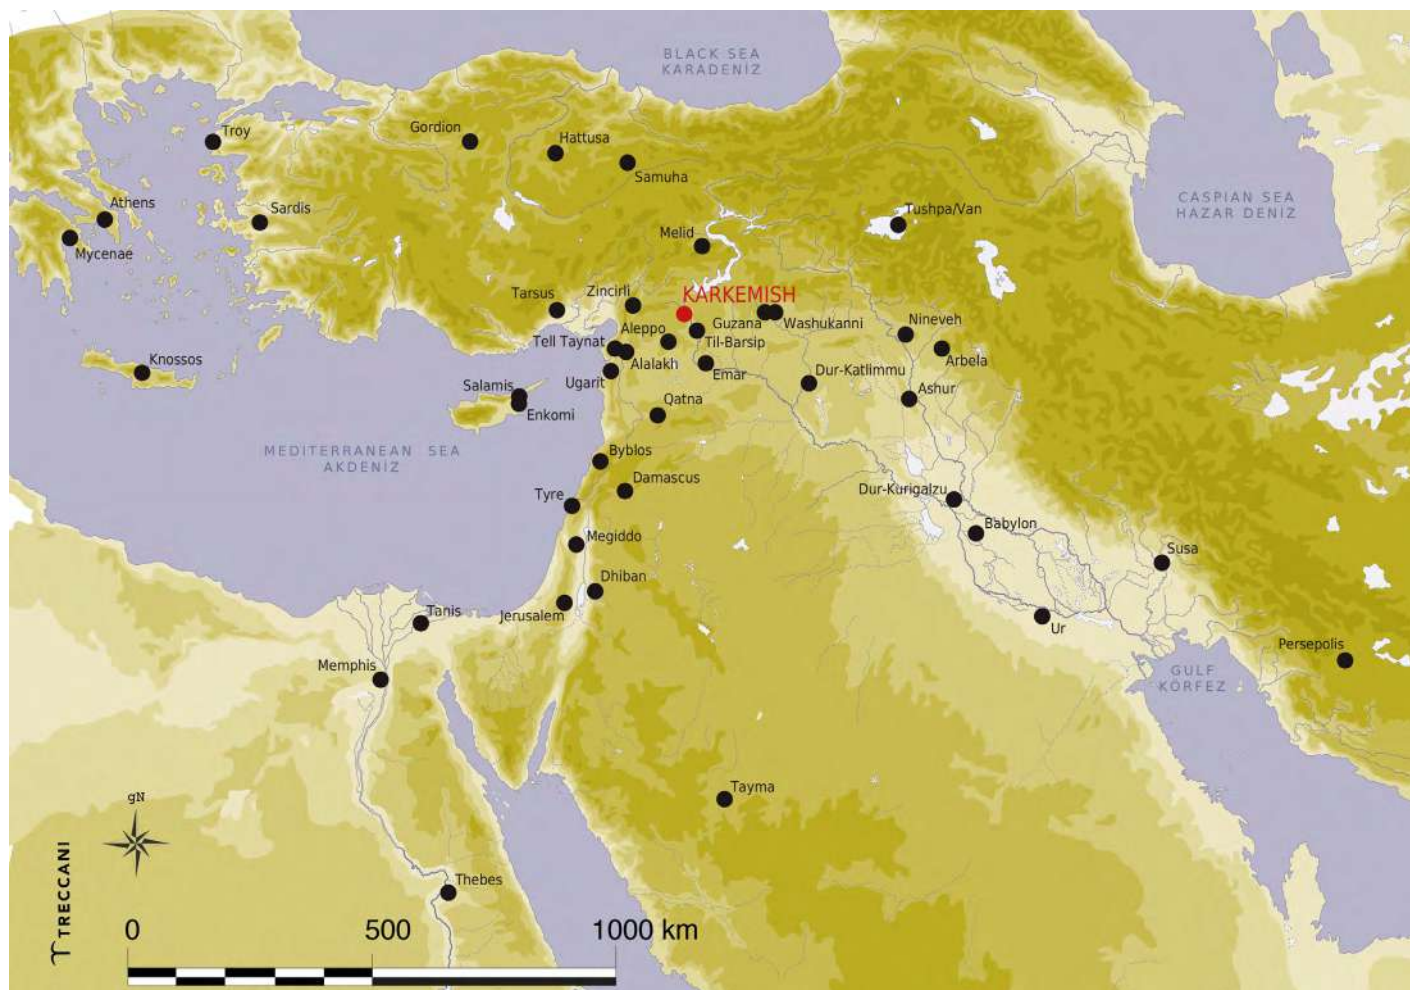 BLACK SEA
KARADENİZ
Troy
Gordion
Hattusa
Samuha
CASPIAN SEA
HAZAR DENİZ
Athens
Sardis
Tushpa/Van
Mycenae
Melid
Zincirli
KARKEMISH
Tarsus
Guzana
Washukanni
Nineveh
Aleppo
Til-Barsip
Tell Taynat
Alalakh
Arbela
Knossos
Emar
Dur-Katlimmu
Ugarit
Salamis
Ashur
Qatna
Enkomi
MEDITERRANEAN SEA
AKDENİZ
Byblos
Damascus
Dur-Kurigalzu
Tyre
Babylon
Megiddo
Susa
Dhiban
Tanis
Jerusalem
Ur
Persepolis
Memphis
GULF
KÖRFEZ
Tayma
gN
TRECCANI
Thebes
0 500 1000 km